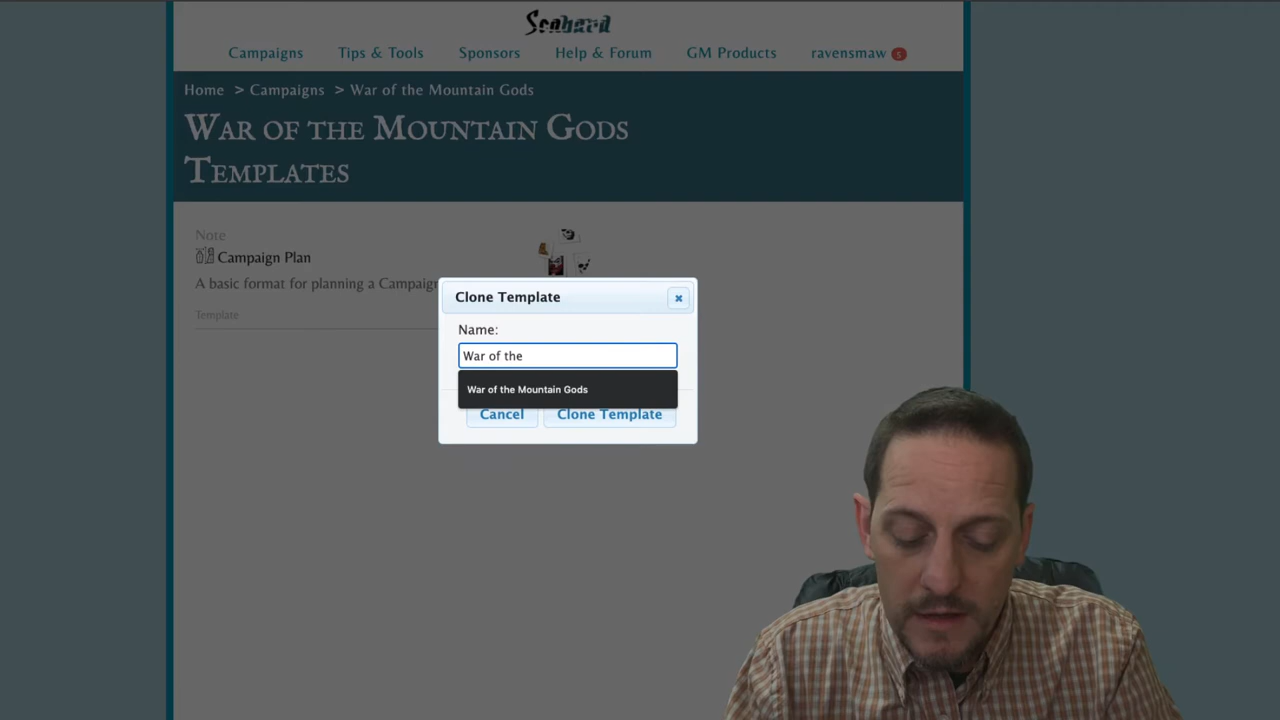 Scabard
Campaigns Tips & Tools Sponsors Help & Forum GM Products ravensmaw 5
Home > Campaigns > War of the Mountain Gods
War of the Mountain Gods
Templates
Note
Campaign Plan
A basic format for planning a Campaig
Template
Clone Template
Name:
War of the
War of the Mountain Gods
Cancel Clone Template